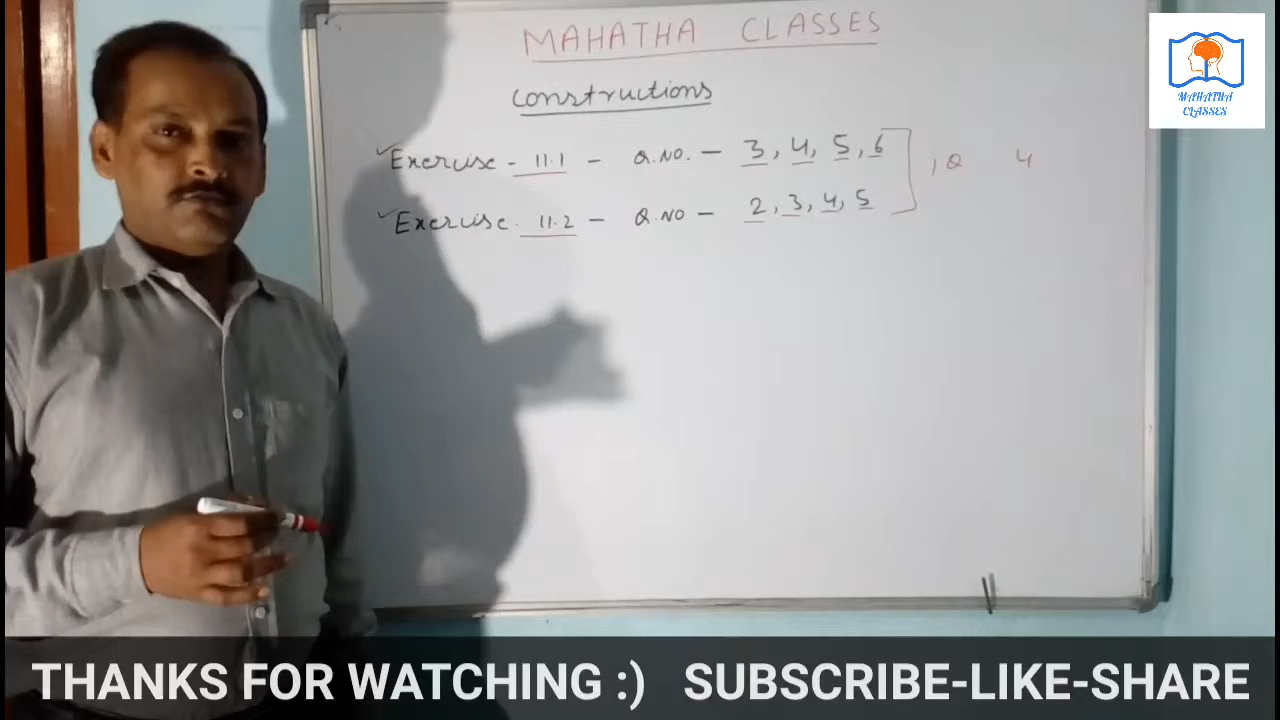 MAHATHA CLASSES
constructions
✓Exercise - 11.1 - Q.NO. - 3, 4, 5, 6 ] , Q 4
✓Exercise. 11.2 - Q.NO - 2, 3, 4, 5
MAHATHA
CLASSES
THANKS FOR WATCHING :) SUBSCRIBE-LIKE-SHARE